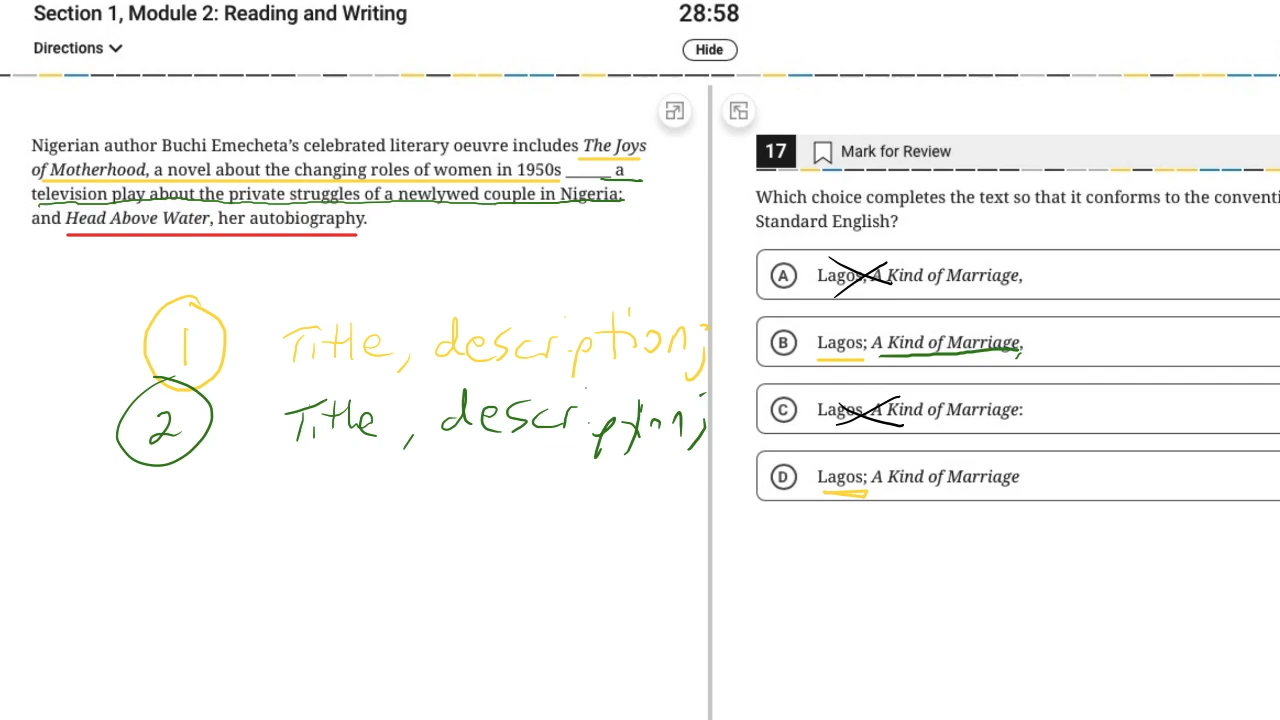 Section 1, Module 2: Reading and Writing
28:58
Directions
Hide
Nigerian author Buchi Emecheta's celebrated literary oeuvre includes The Joys
of Motherhood, a novel about the changing roles of women in 1950s _____ a
television play about the private struggles of a newlywed couple in Nigeria;
and Head Above Water, her autobiography.
1 Title, description;
2 Title, description;
17 Mark for Review
Which choice completes the text so that it conforms to the conventi
Standard English?
A Lagos, A Kind of Marriage,
B Lagos; A Kind of Marriage,
C Lagos, A Kind of Marriage:
D Lagos; A Kind of Marriage